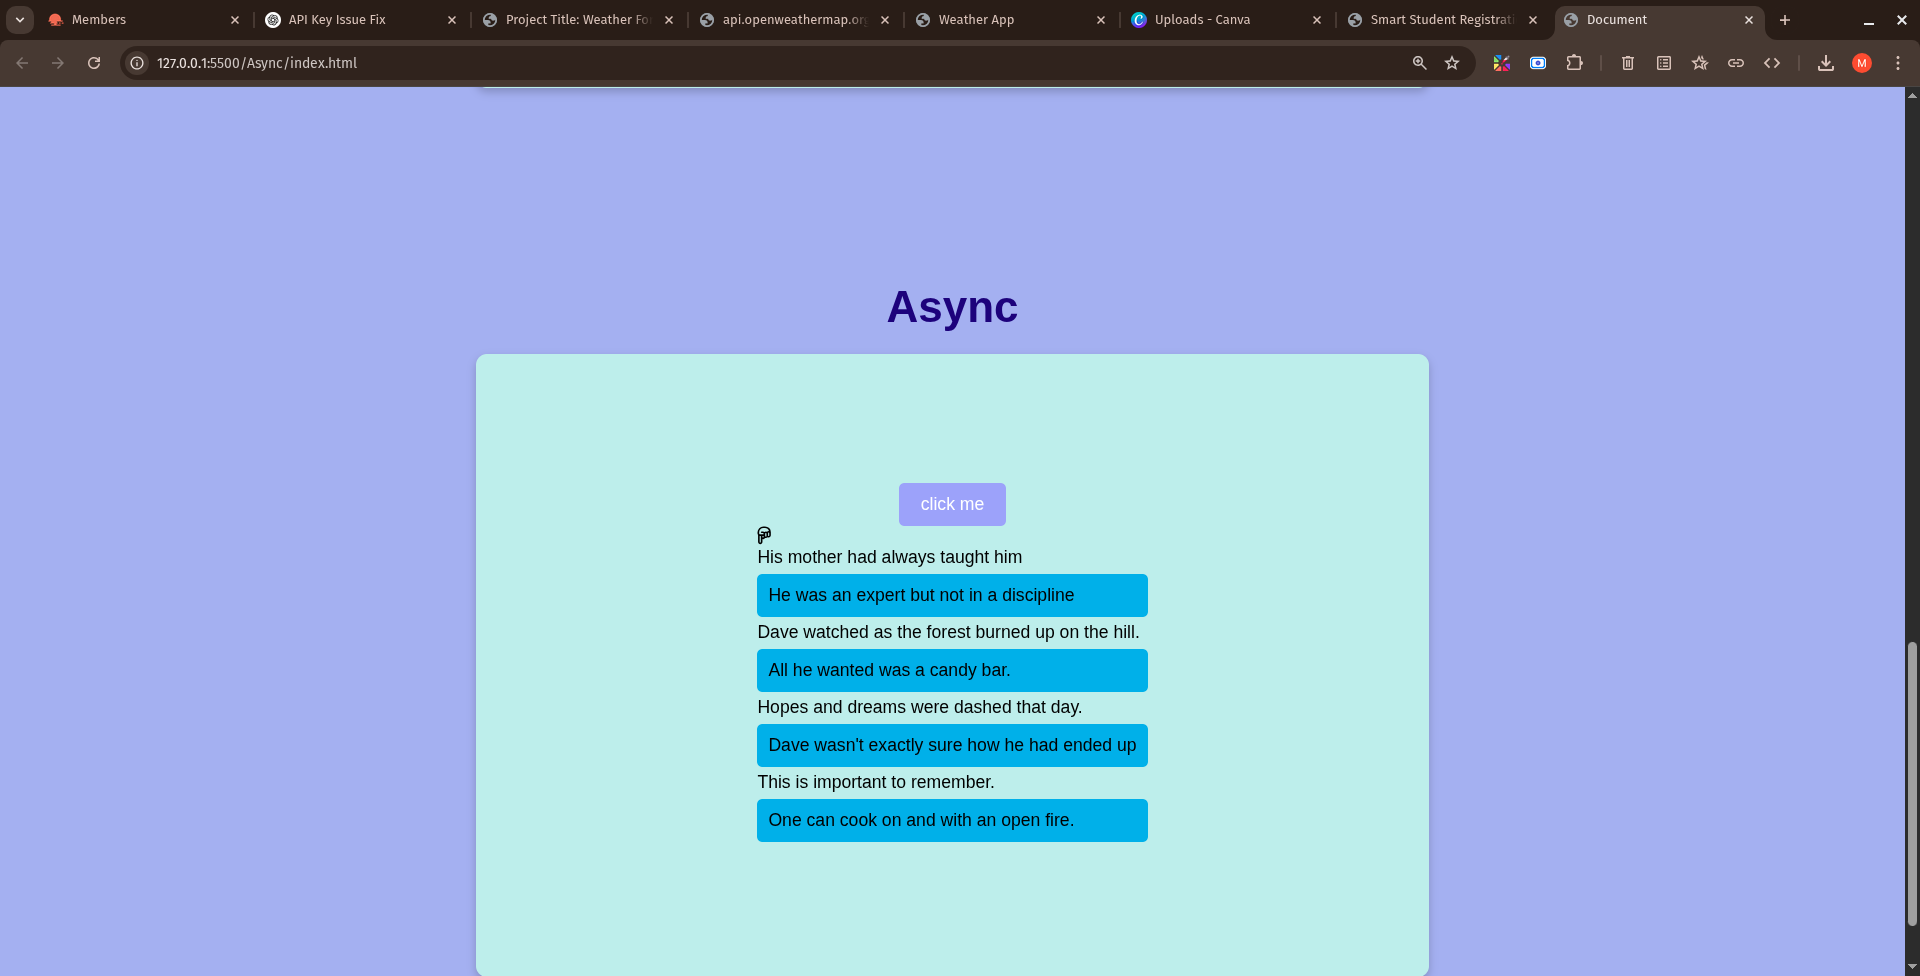 Members
API Key Issue Fix
Project Title: Weather Fo
api.openweathermap.or
Weather App
Uploads - Canva
Smart Student Registrati
Document
127.0.0.1:5500/Async/index.html
M
Async
click me
His mother had always taught him
He was an expert but not in a discipline
Dave watched as the forest burned up on the hill.
All he wanted was a candy bar.
Hopes and dreams were dashed that day.
Dave wasn't exactly sure how he had ended up
This is important to remember.
One can cook on and with an open fire.